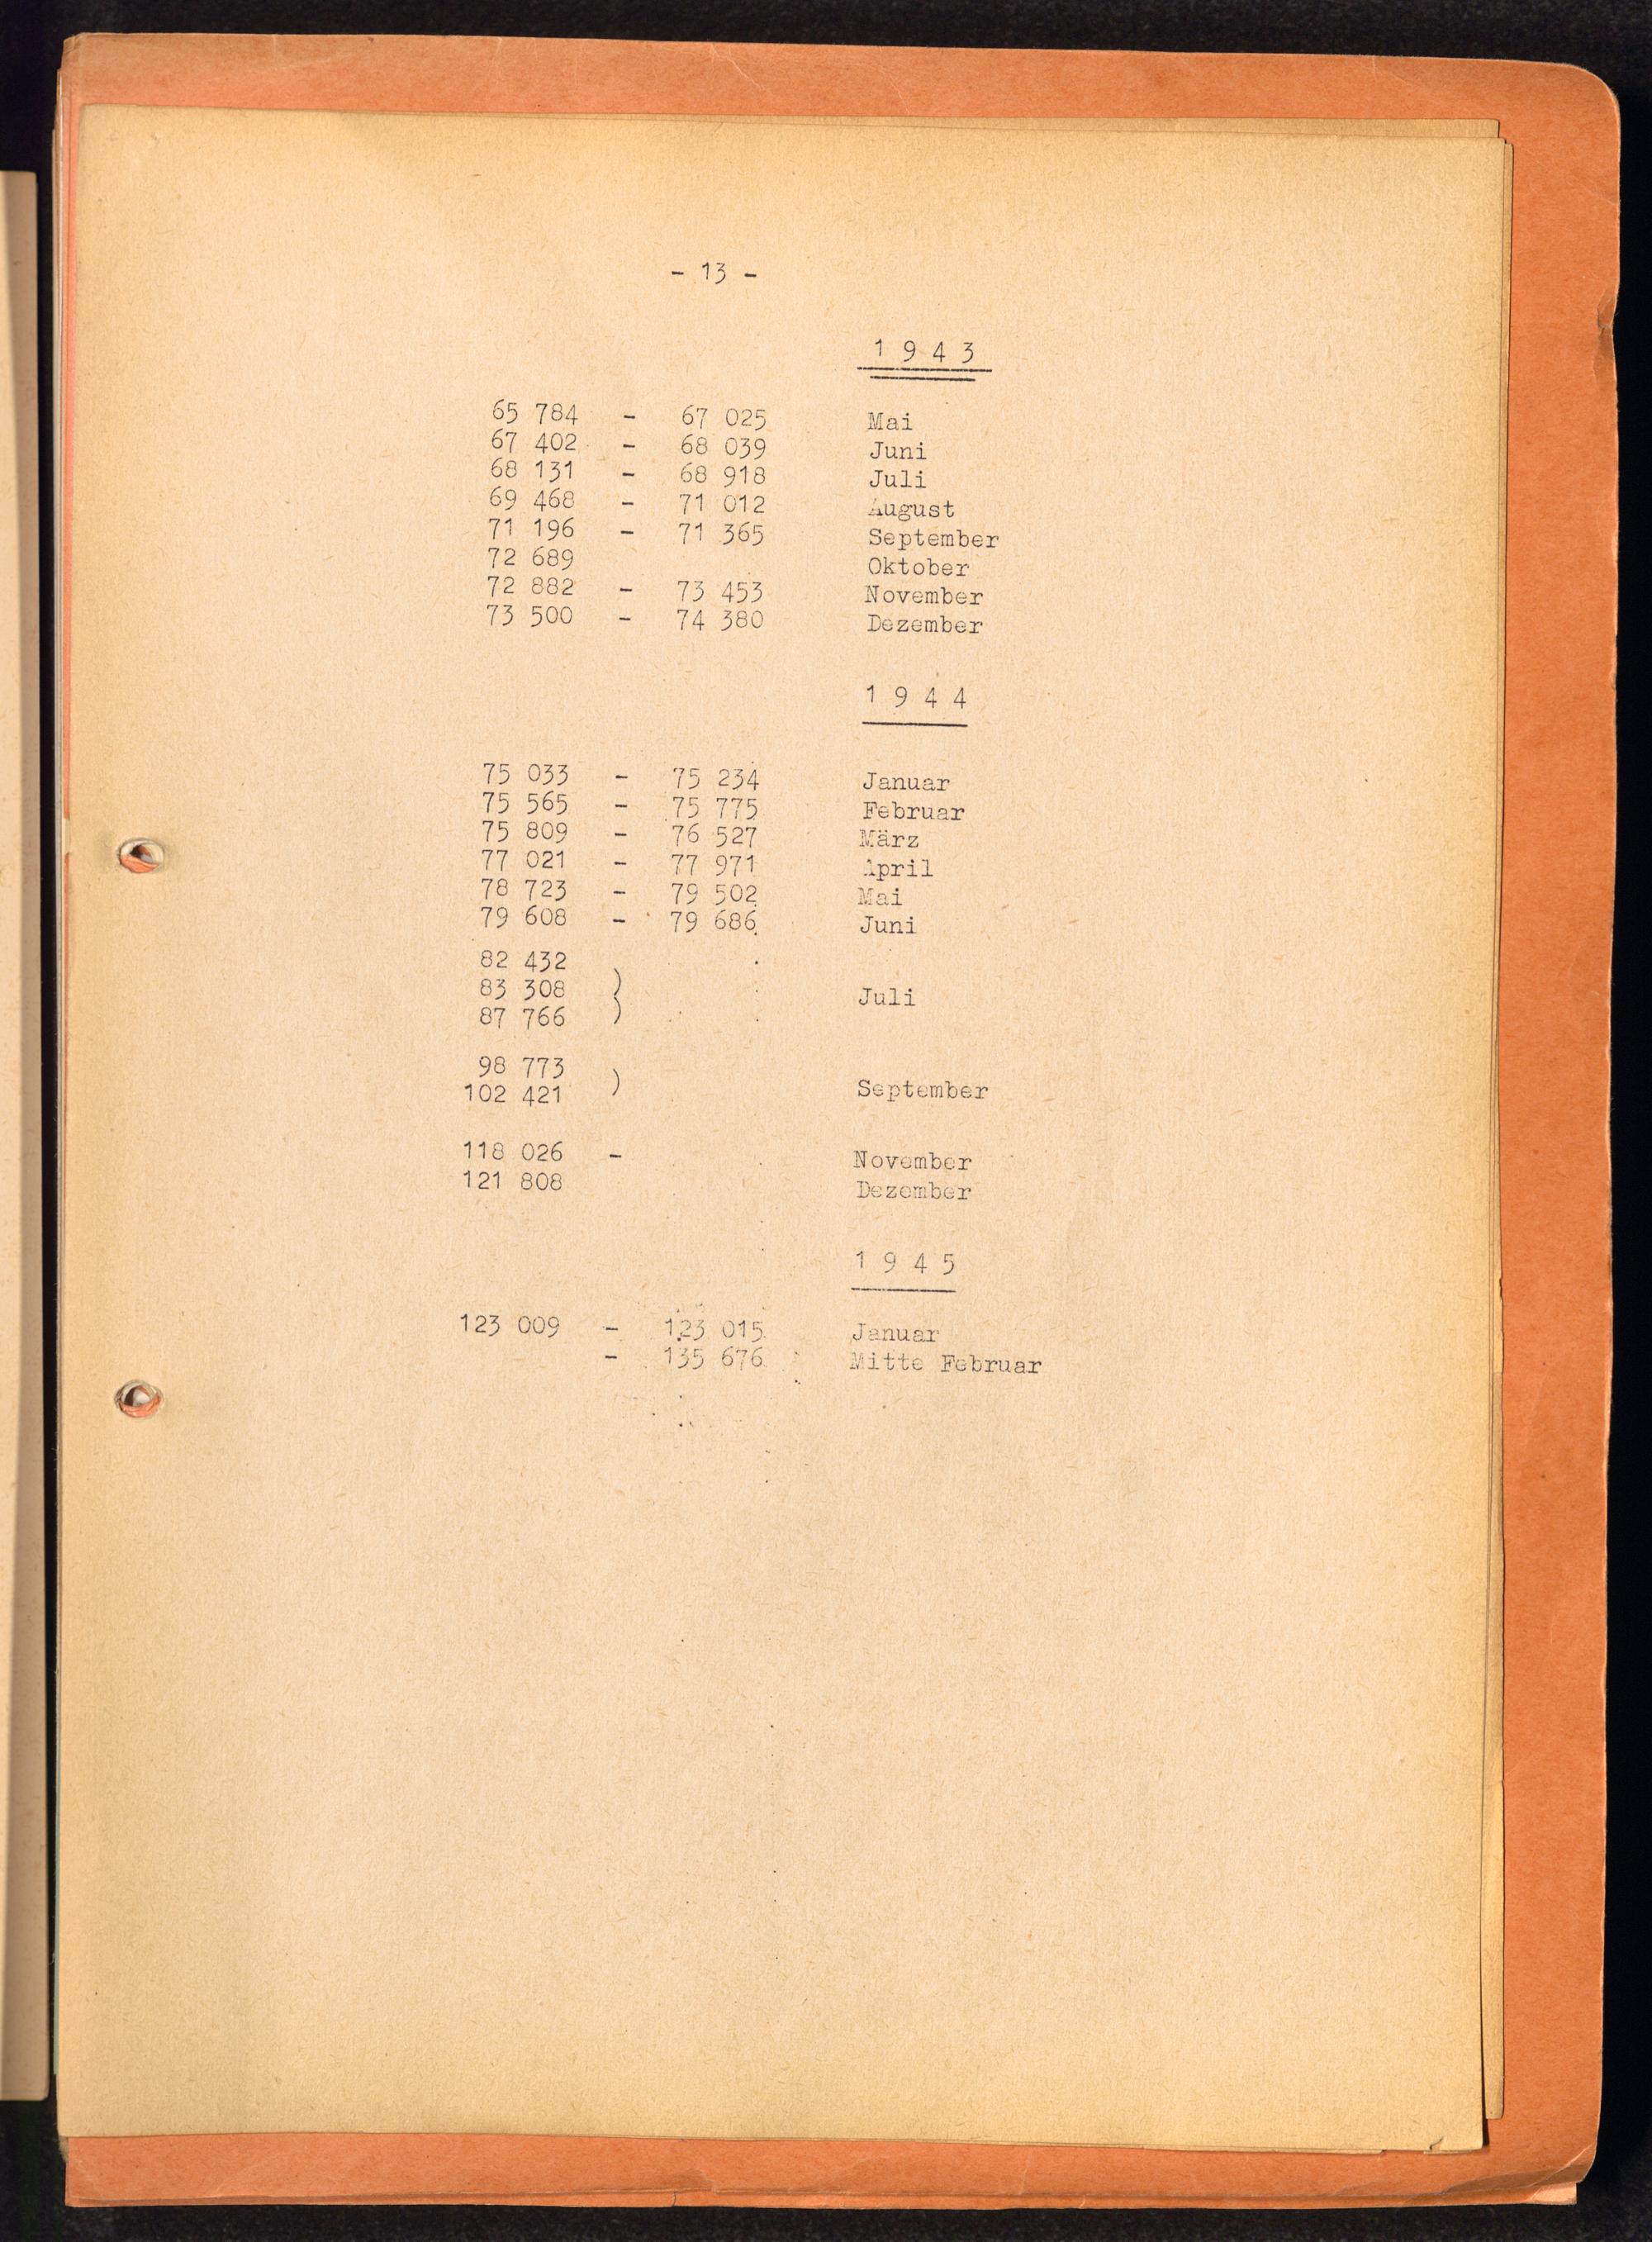 - 13 -
1 9 4 3
65 784 - 67 025 Mai
67 402 - 68 039 Juni
68 131 - 68 918 Juli
69 468 - 71 012 August
71 196 - 71 365 September
72 689 Oktober
72 882 - 73 453 November
73 500 - 74 380 Dezember
1 9 4 4
75 033 - 75 234 Januar
75 565 - 75 775 Februar
75 809 - 76 527 März
77 021 - 77 971 April
78 723 - 79 502 Mai
79 608 - 79 686 Juni
82 432
83 308 ) Juli
87 766 )
98 773
102 421 ) September
118 026 - November
121 808 Dezember
1 9 4 5
123 009 - 123 015 Januar
- 135 676 Mitte Februar